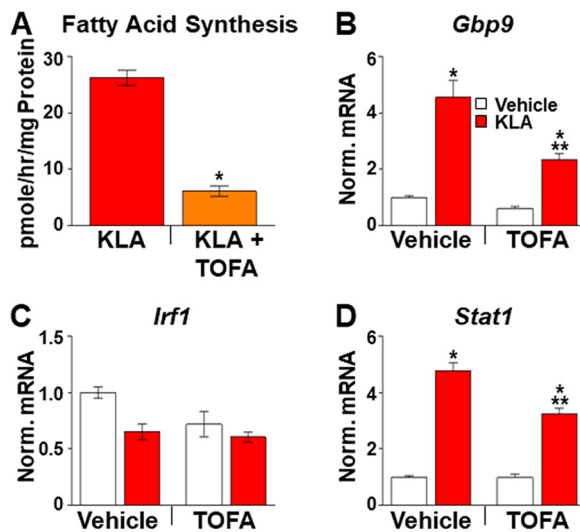 A Fatty Acid Synthesis
pmole/hr/mg Protein
30
20
10
0
*
KLA
KLA +
TOFA
B Gbp9
Norm. mRNA
6
4
2
0
*
Vehicle
KLA
*
**
Vehicle
TOFA
C Irf1
Norm. mRNA
1.5
1.0
0.5
0
Vehicle
TOFA
D Stat1
Norm. mRNA
6
4
2
0
*
*
**
Vehicle
TOFA